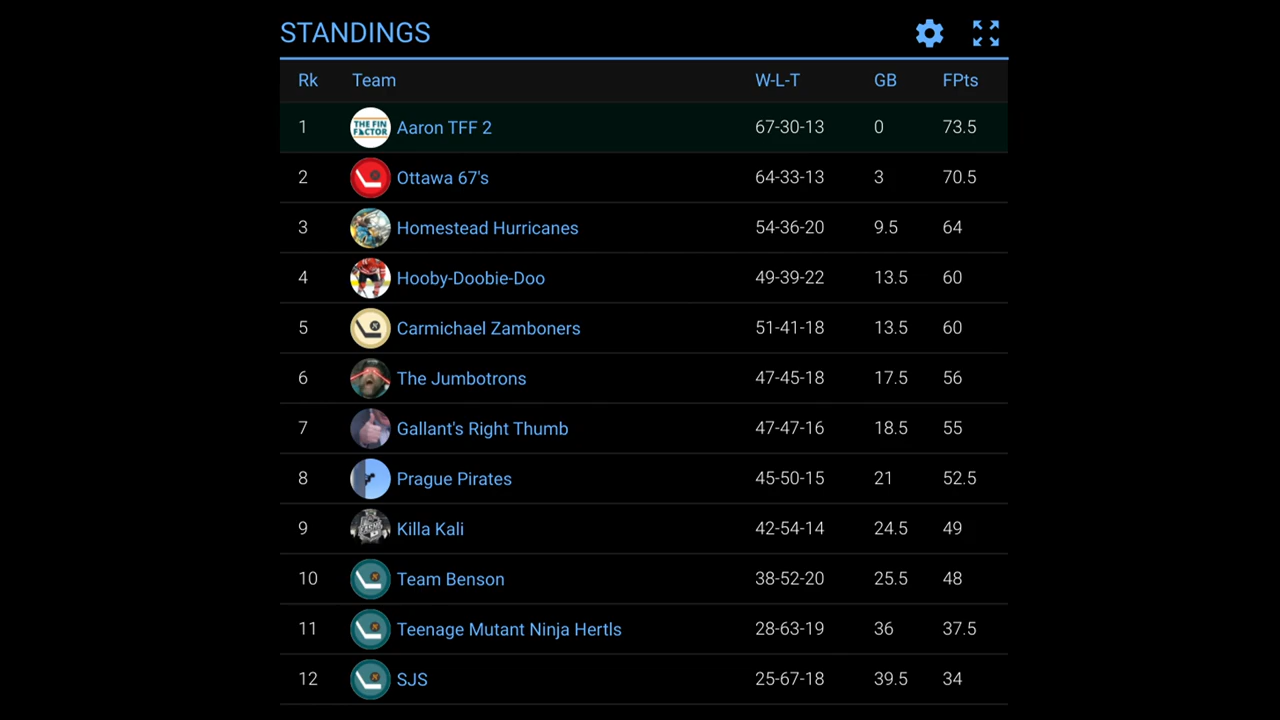 STANDINGS
Rk Team W-L-T GB FPts
1 THE FIN FACTOR Aaron TFF 2 67-30-13 0 73.5
2 Ottawa 67's 64-33-13 3 70.5
3 Homestead Hurricanes 54-36-20 9.5 64
4 Hooby-Doobie-Doo 49-39-22 13.5 60
5 Carmichael Zamboners 51-41-18 13.5 60
6 The Jumbotrons 47-45-18 17.5 56
7 Gallant's Right Thumb 47-47-16 18.5 55
8 Prague Pirates 45-50-15 21 52.5
9 Killa Kali 42-54-14 24.5 49
10 Team Benson 38-52-20 25.5 48
11 Teenage Mutant Ninja Hertls 28-63-19 36 37.5
12 SJS 25-67-18 39.5 34